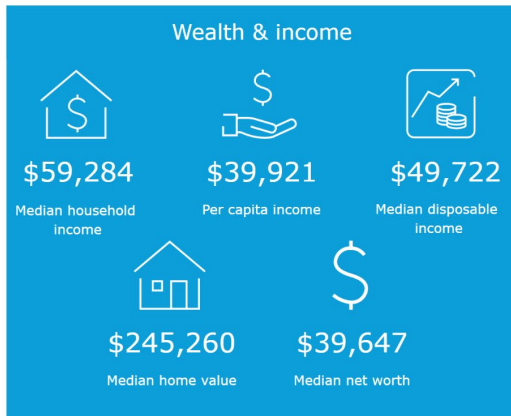 Wealth & income
$59,284
Median household
income
$39,921
Per capita income
$49,722
Median disposable
income
$245,260
Median home value
$39,647
Median net worth